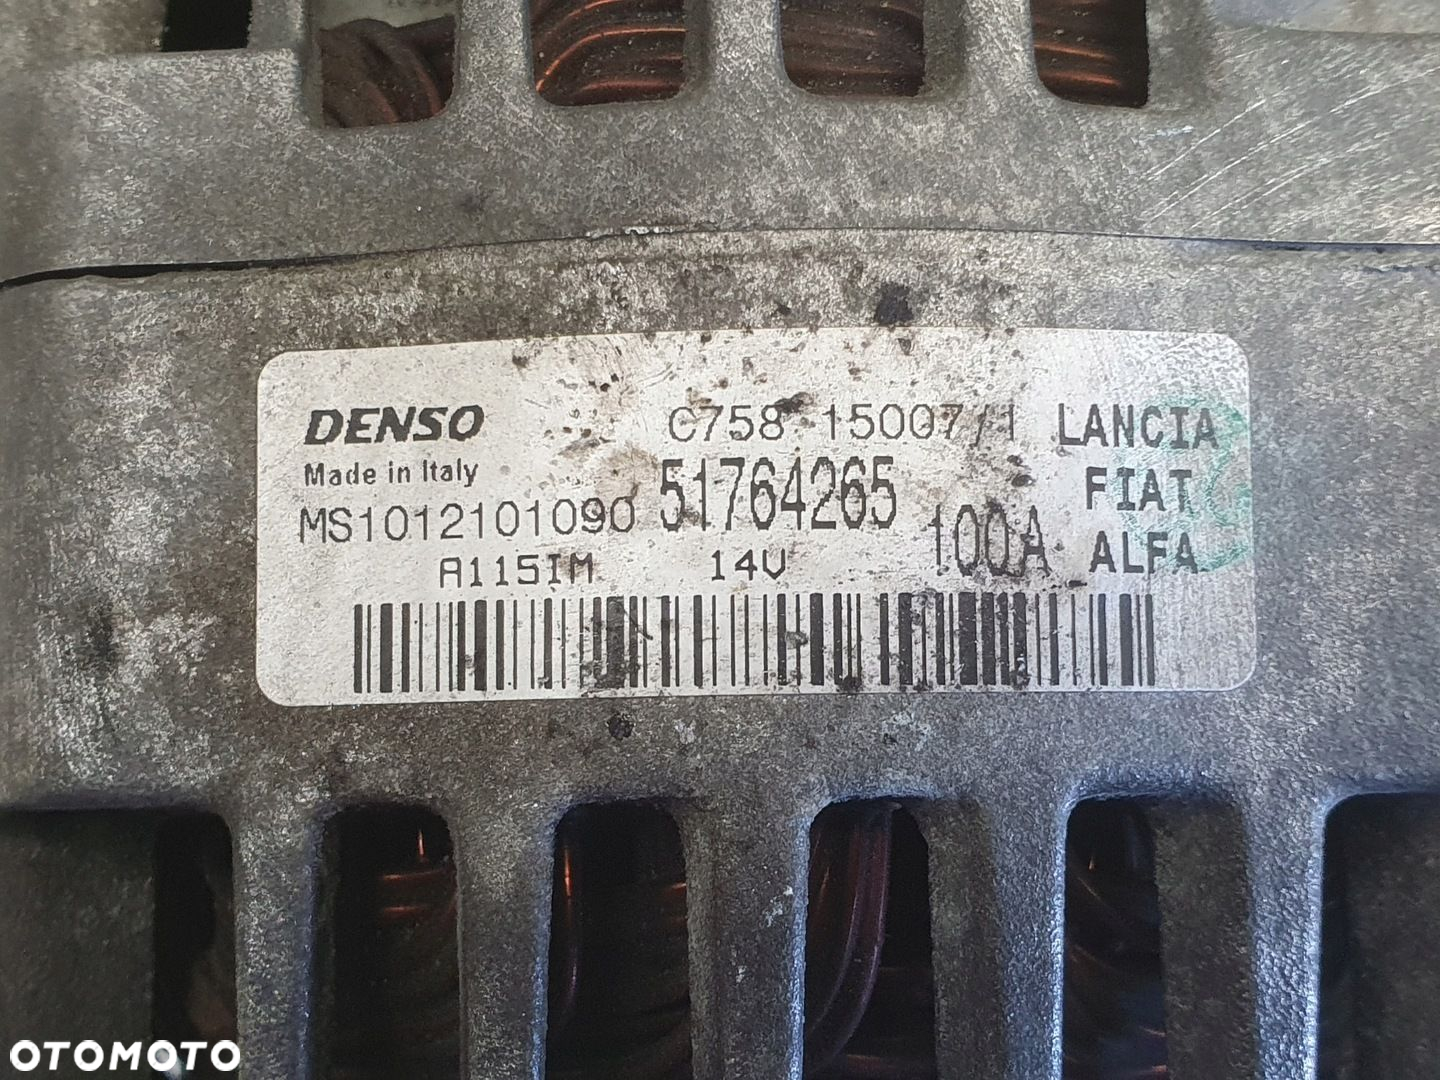 DENSO C758 15007/1 LANCIA
Made in Italy 51764265 FIAT
MS1012101090 100A ALFA
A115IM 14V
OTOMOTO